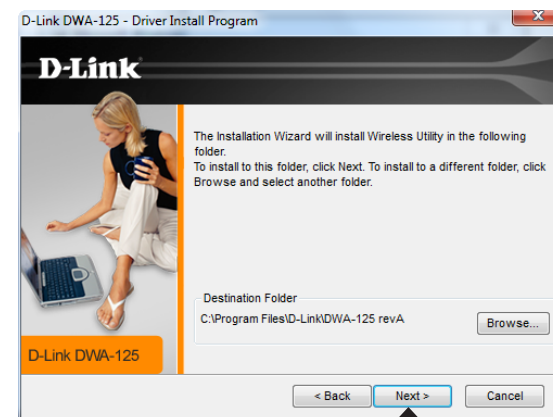 D-Link DWA-125 - Driver Install Program
D-Link
The Installation Wizard will install Wireless Utility in the following
folder.
To install to this folder, click Next. To install to a different folder, click
Browse and select another folder.
Destination Folder
C:\Program Files\D-Link\DWA-125 revA
Browse...
D-Link DWA-125
< Back
Next >
Cancel